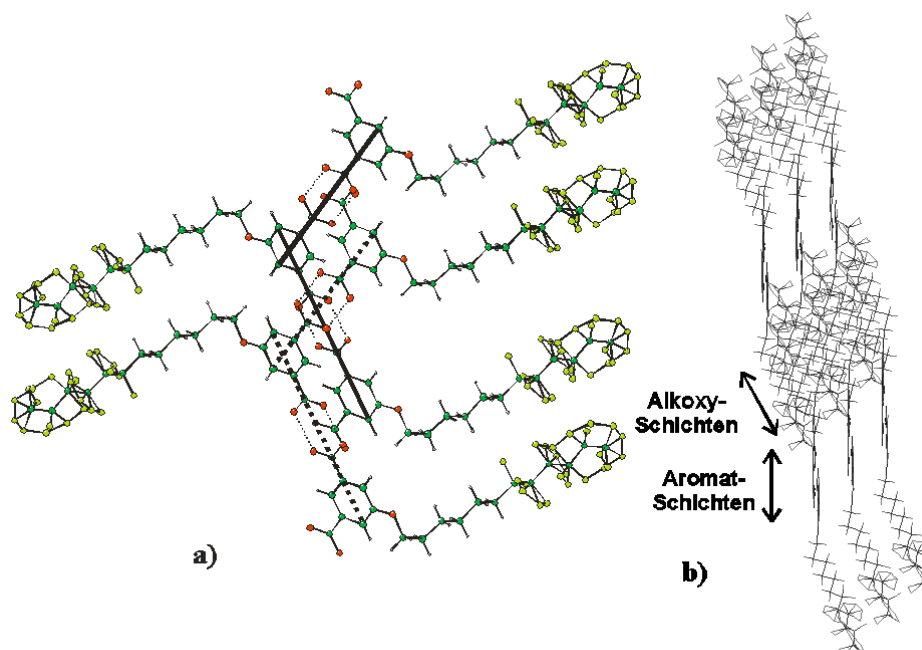 Alkoxy-
Schichten
Aromat-
Schichten
a)
b)